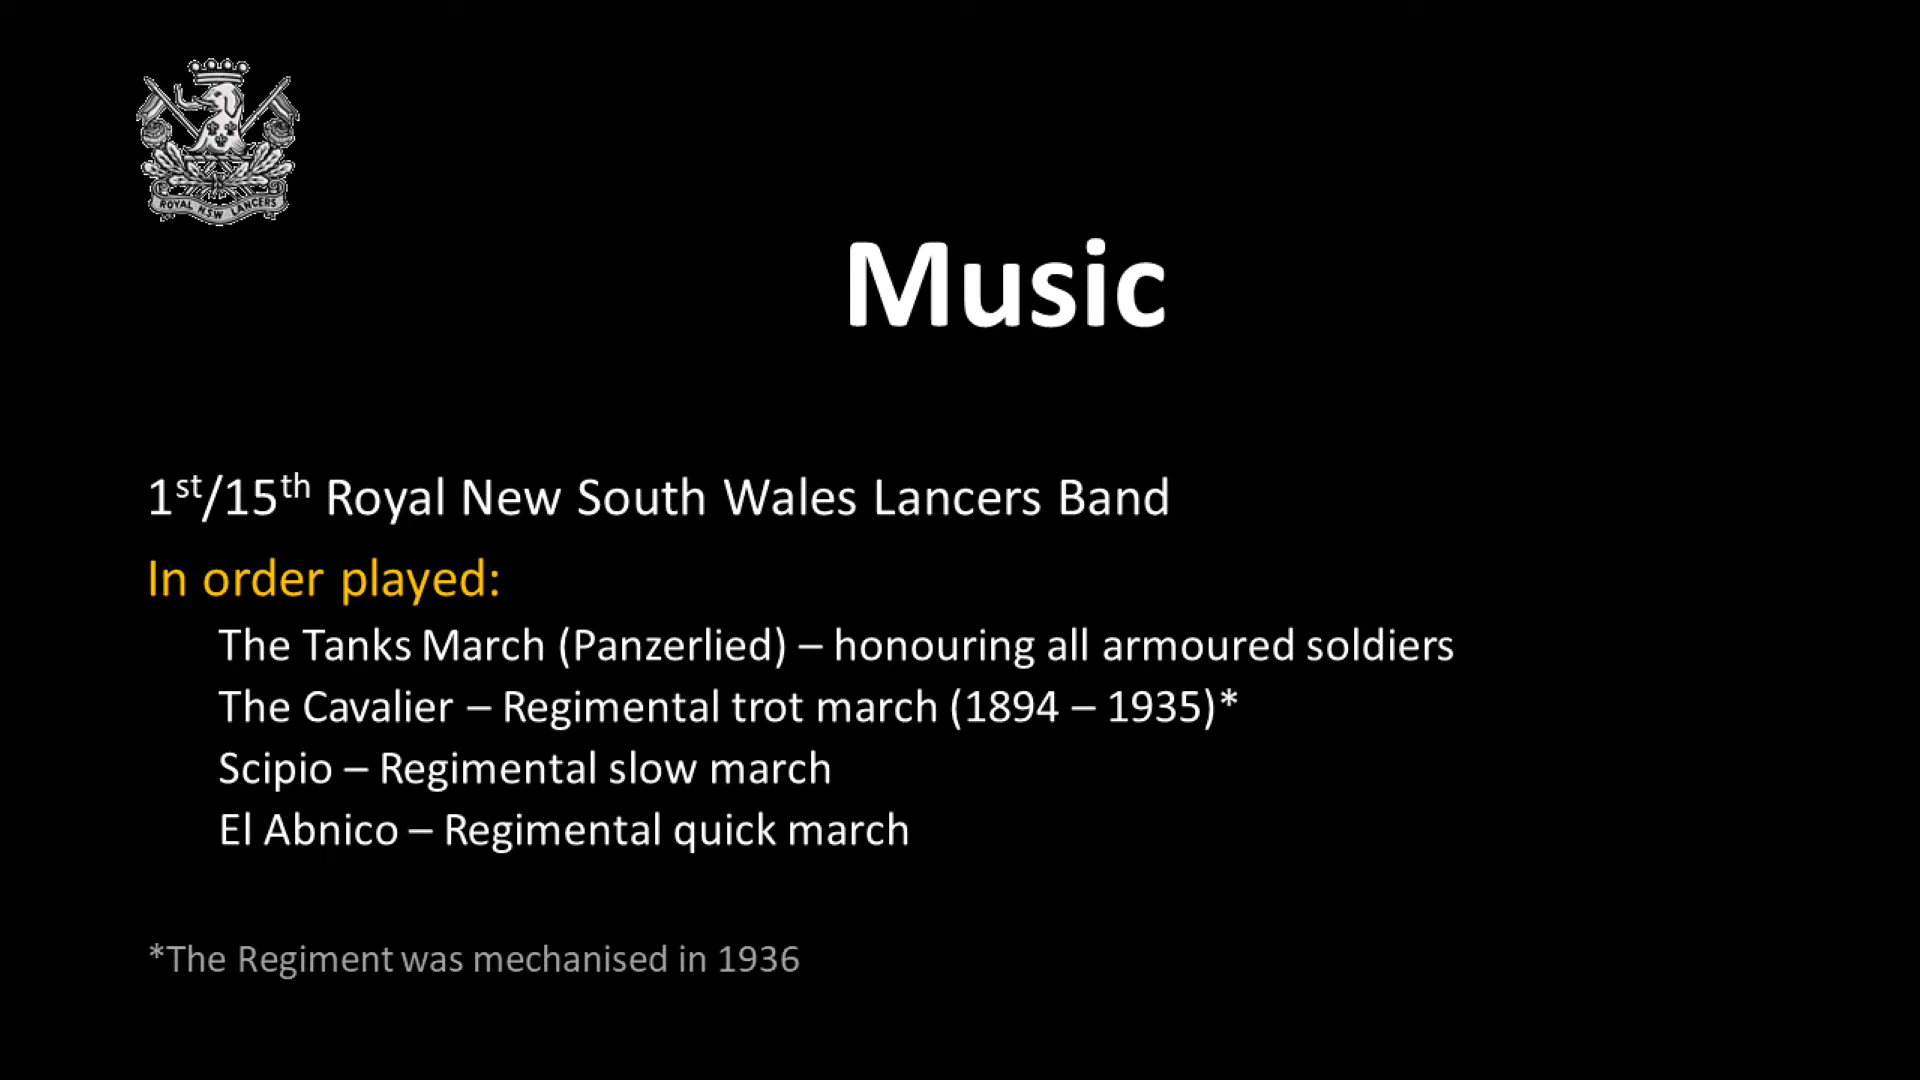 ROYAL NSW LANCERS
Music
1st/15th Royal New South Wales Lancers Band
In order played:
The Tanks March (Panzerlied) – honouring all armoured soldiers
The Cavalier – Regimental trot march (1894 – 1935)*
Scipio – Regimental slow march
El Abnico – Regimental quick march
*The Regiment was mechanised in 1936